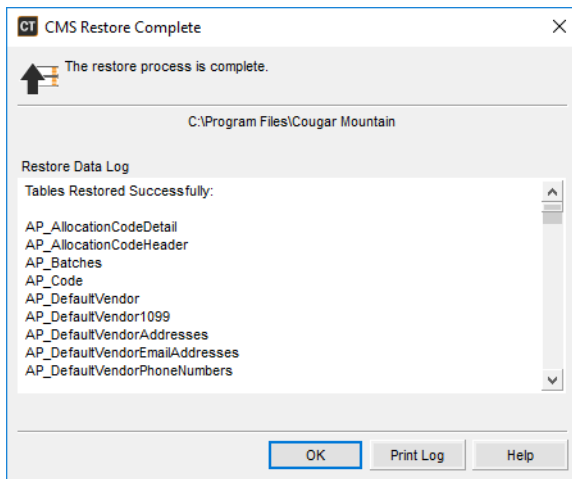 CT CMS Restore Complete
The restore process is complete.
C:\Program Files\Cougar Mountain
Restore Data Log
Tables Restored Successfully:
AP_AllocationCodeDetail
AP_AllocationCodeHeader
AP_Batches
AP_Code
AP_DefaultVendor
AP_DefaultVendor1099
AP_DefaultVendorAddresses
AP_DefaultVendorEmailAddresses
AP_DefaultVendorPhoneNumbers
OK Print Log Help